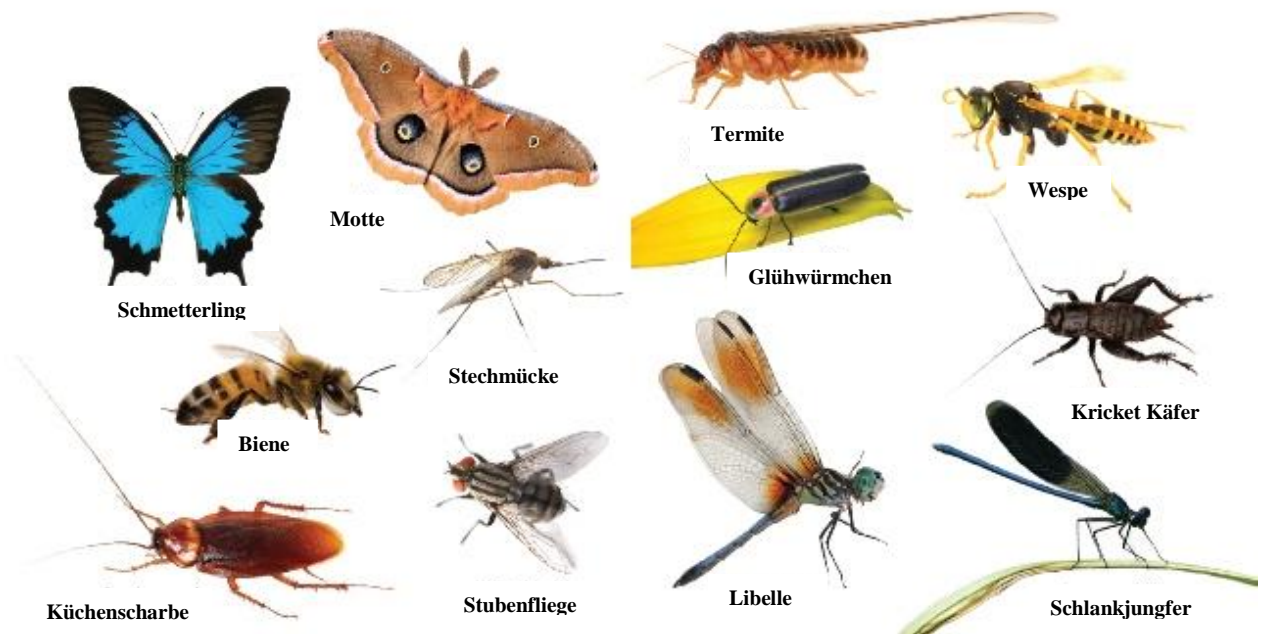 Termite
Wespe
Motte
Glühwürmchen
Schmetterling
Stechmücke
Kricket Käfer
Biene
Libelle
Stubenfliege
Küchenscharbe
Schlankjungfer